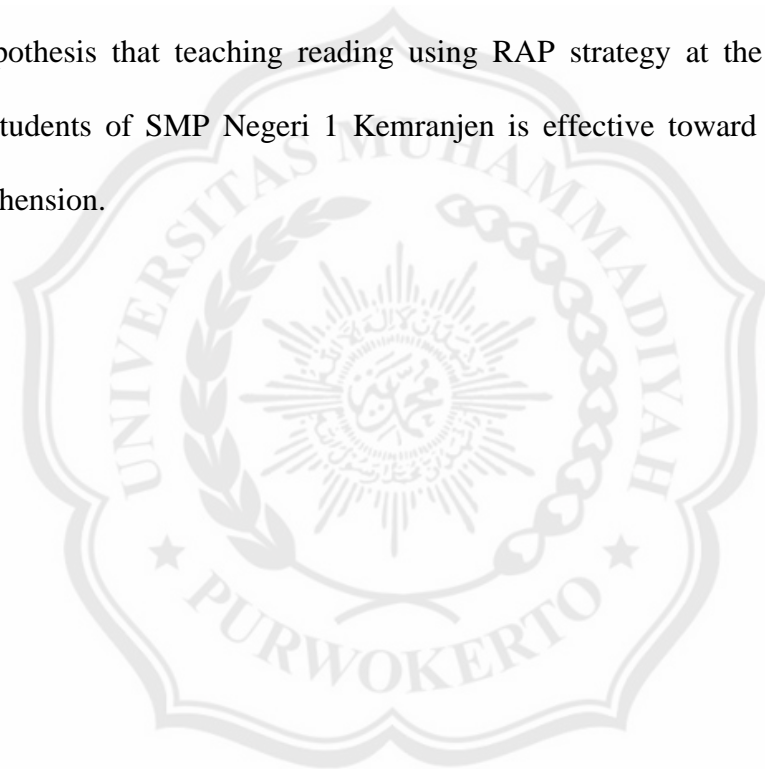 pothesis that teaching reading using RAP strategy at the
tudents of SMP Negeri 1 Kemranjen is effective toward
hension.
UNIVERSITAS MUHAMMADIYAH
PURWOKERTO